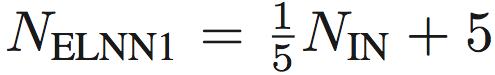 N_ELNN1 = 1/5 N_IN + 5